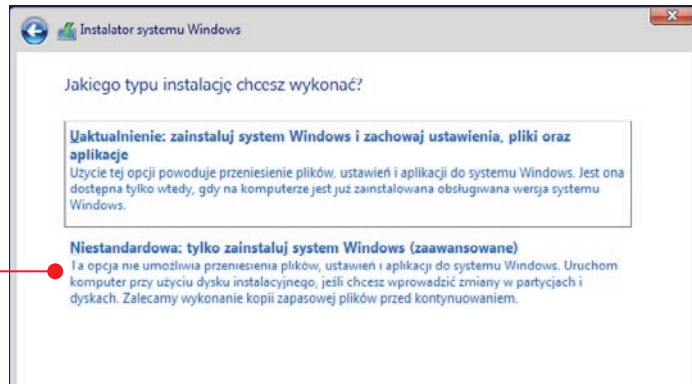 Instalator systemu Windows
Jakiego typu instalację chcesz wykonać?
Uaktualnienie: zainstaluj system Windows i zachowaj ustawienia, pliki oraz
aplikacje
Użycie tej opcji powoduje przeniesienie plików, ustawień i aplikacji do systemu Windows. Jest ona
dostępna tylko wtedy, gdy na komputerze jest już zainstalowana obsługiwana wersja systemu
Windows.
Niestandardowa: tylko zainstaluj system Windows (zaawansowane)
Ta opcja nie umożliwia przeniesienia plików, ustawień i aplikacji do systemu Windows. Uruchom
komputer przy użyciu dysku instalacyjnego, jeśli chcesz wprowadzić zmiany w partycjach i
dyskach. Zalecamy wykonanie kopii zapasowej plików przed kontynuowaniem.